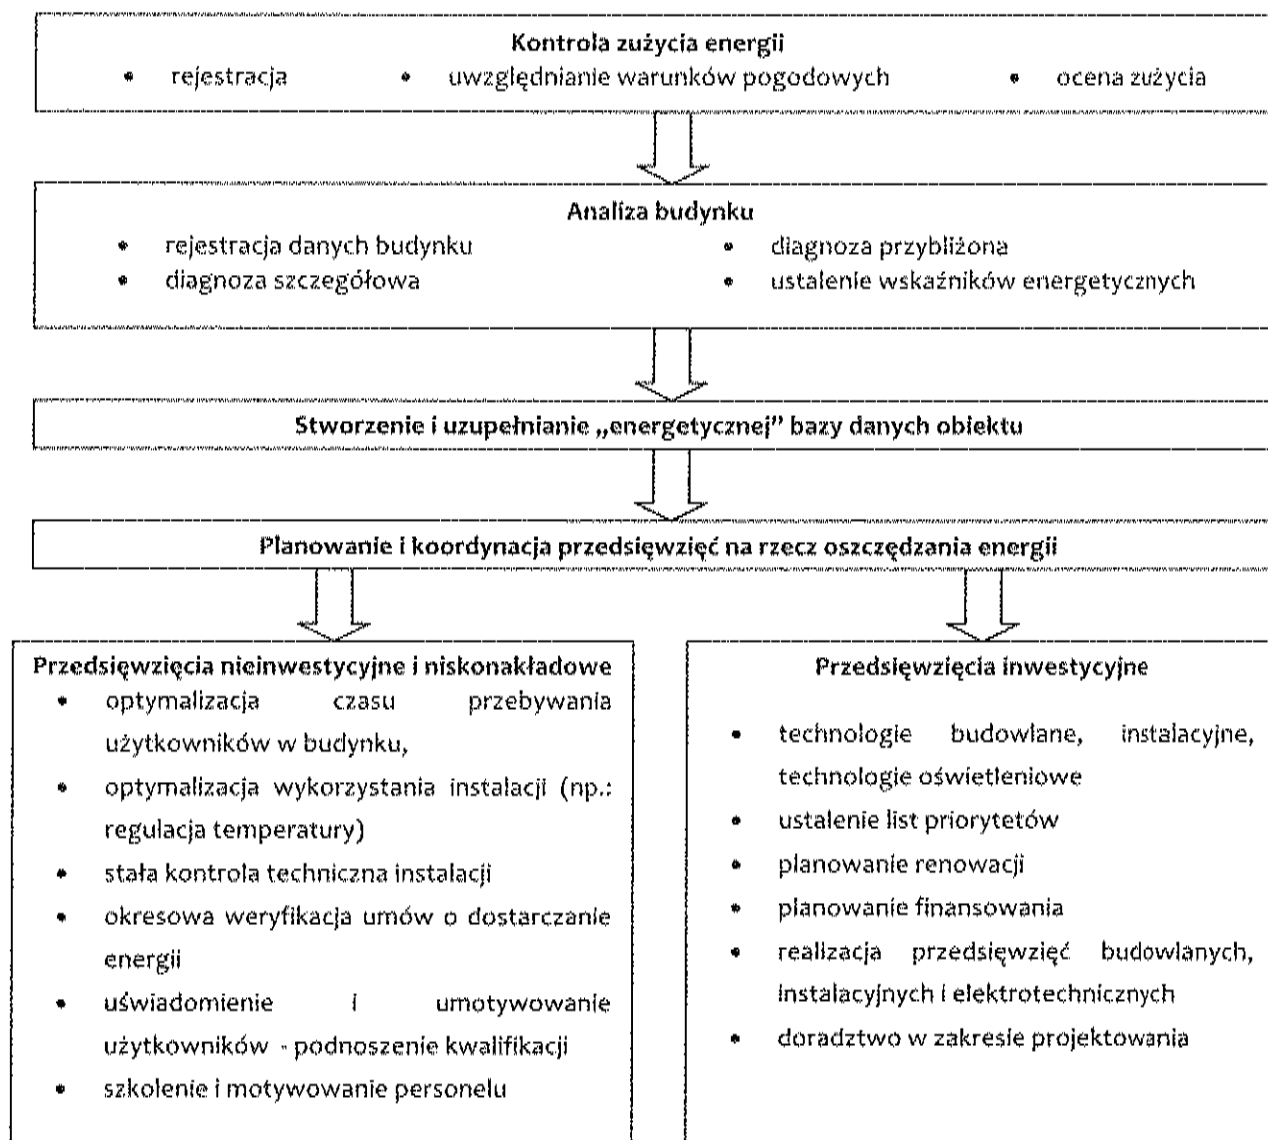 Kontrola zużycia energii
• rejestracja • uwzględnianie warunków pogodowych • ocena zużycia
Analiza budynku
• rejestracja danych budynku • diagnoza przybliżona
• diagnoza szczegółowa • ustalenie wskaźników energetycznych
Stworzenie i uzupełnianie „energetycznej” bazy danych obiektu
Planowanie i koordynacja przedsięwzięć na rzecz oszczędzania energii
Przedsięwzięcia nieinwestycyjne i niskonakładowe
• optymalizacja czasu przebywania
użytkowników w budynku,
• optymalizacja wykorzystania instalacji (np.:
regulacja temperatury)
• stała kontrola techniczna instalacji
• okresowa weryfikacja umów o dostarczanie
energii
• uświadomienie i umotywowanie
użytkowników - podnoszenie kwalifikacji
• szkolenie i motywowanie personelu
Przedsięwzięcia inwestycyjne
• technologie budowlane, instalacyjne,
technologie oświetleniowe
• ustalenie list priorytetów
• planowanie renowacji
• planowanie finansowania
• realizacja przedsięwzięć budowlanych,
instalacyjnych i elektrotechnicznych
• doradztwo w zakresie projektowania